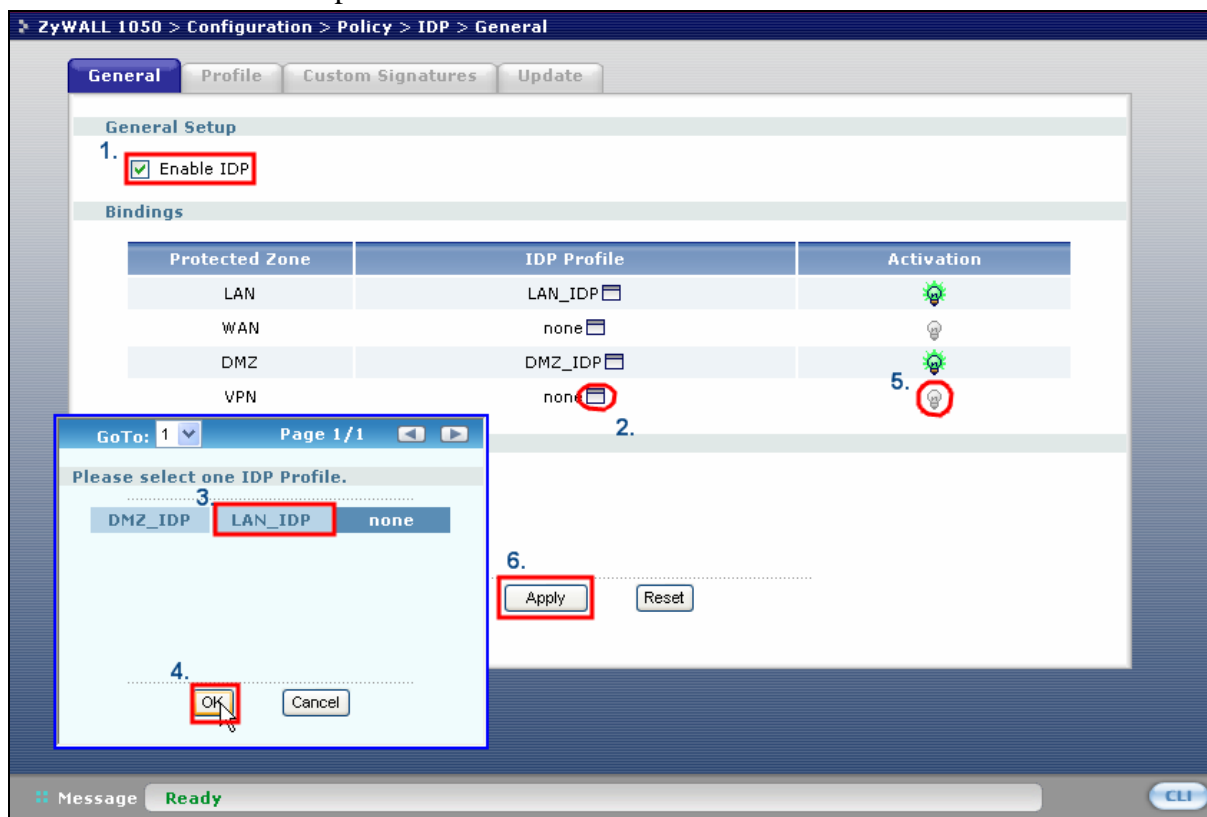 ZyWALL 1050 > Configuration > Policy > IDP > General
General Profile Custom Signatures Update
General Setup
1.
Enable IDP
Bindings
Protected Zone IDP Profile Activation
LAN LAN_IDP
WAN none
DMZ DMZ_IDP
VPN none
2.
5.
GoTo: 1 Page 1/1
Please select one IDP Profile.
3.
DMZ_IDP LAN_IDP none
4.
OK Cancel
6.
Apply Reset
Message Ready
CLI